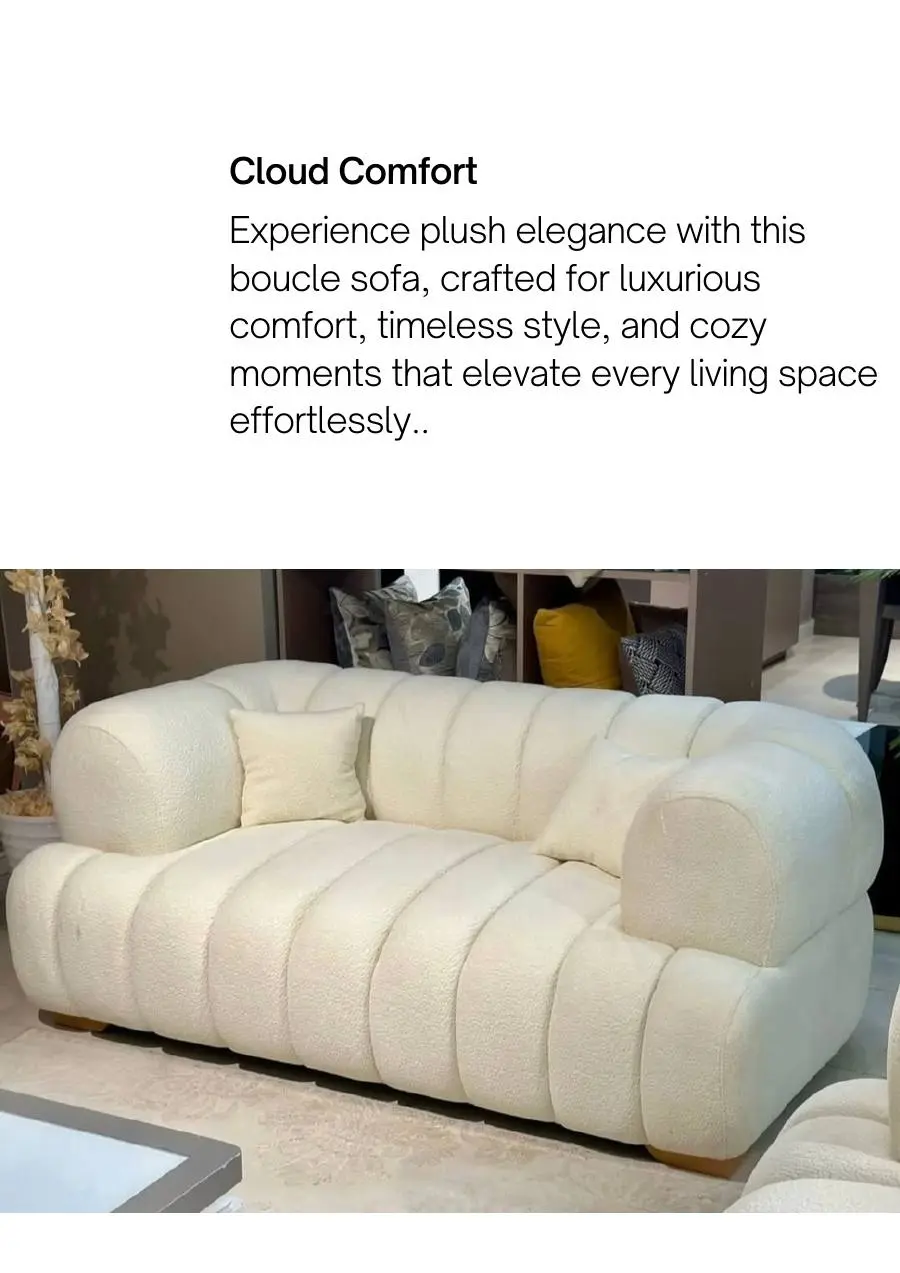 Cloud Comfort
Experience plush elegance with this
boucle sofa, crafted for luxurious
comfort, timeless style, and cozy
moments that elevate every living space
effortlessly..